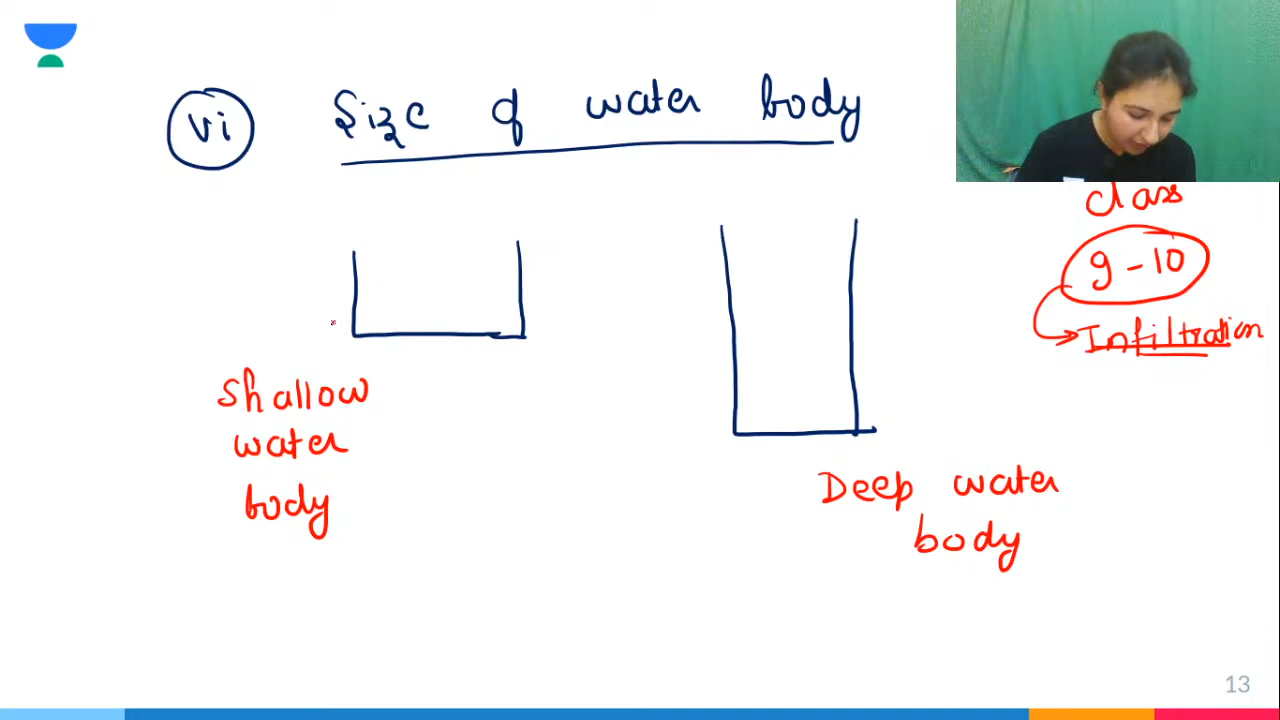 vi Size of water body
class
9-10
Infiltration
Shallow
water
body
Deep water
body
13